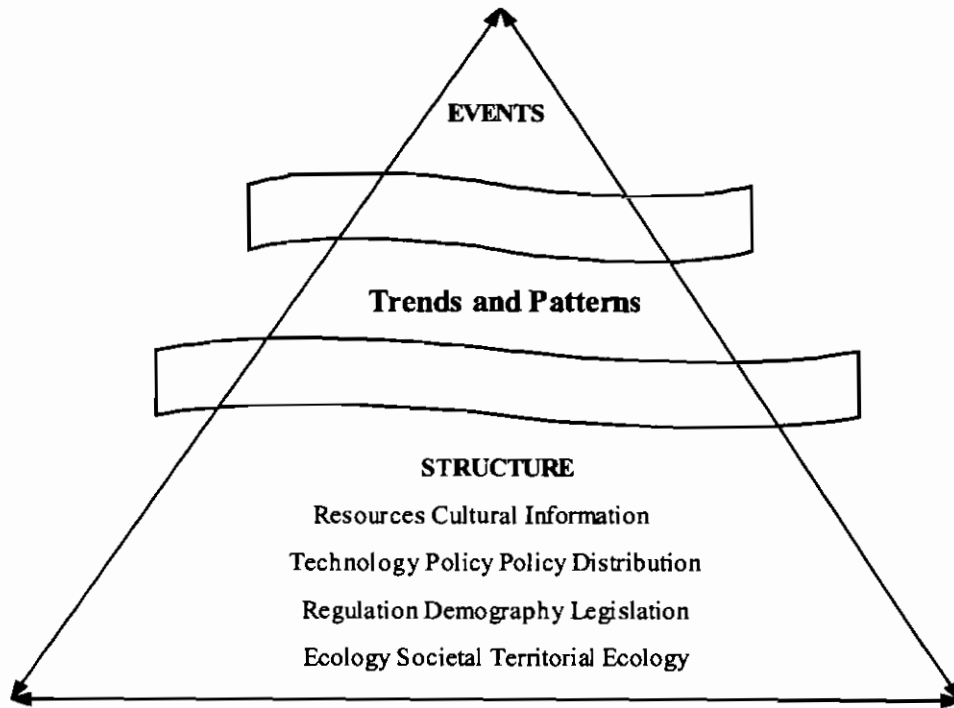 EVENTS
Trends and Patterns
STRUCTURE
Resources Cultural Information
Technology Policy Policy Distribution
Regulation Demography Legislation
Ecology Societal Territorial Ecology